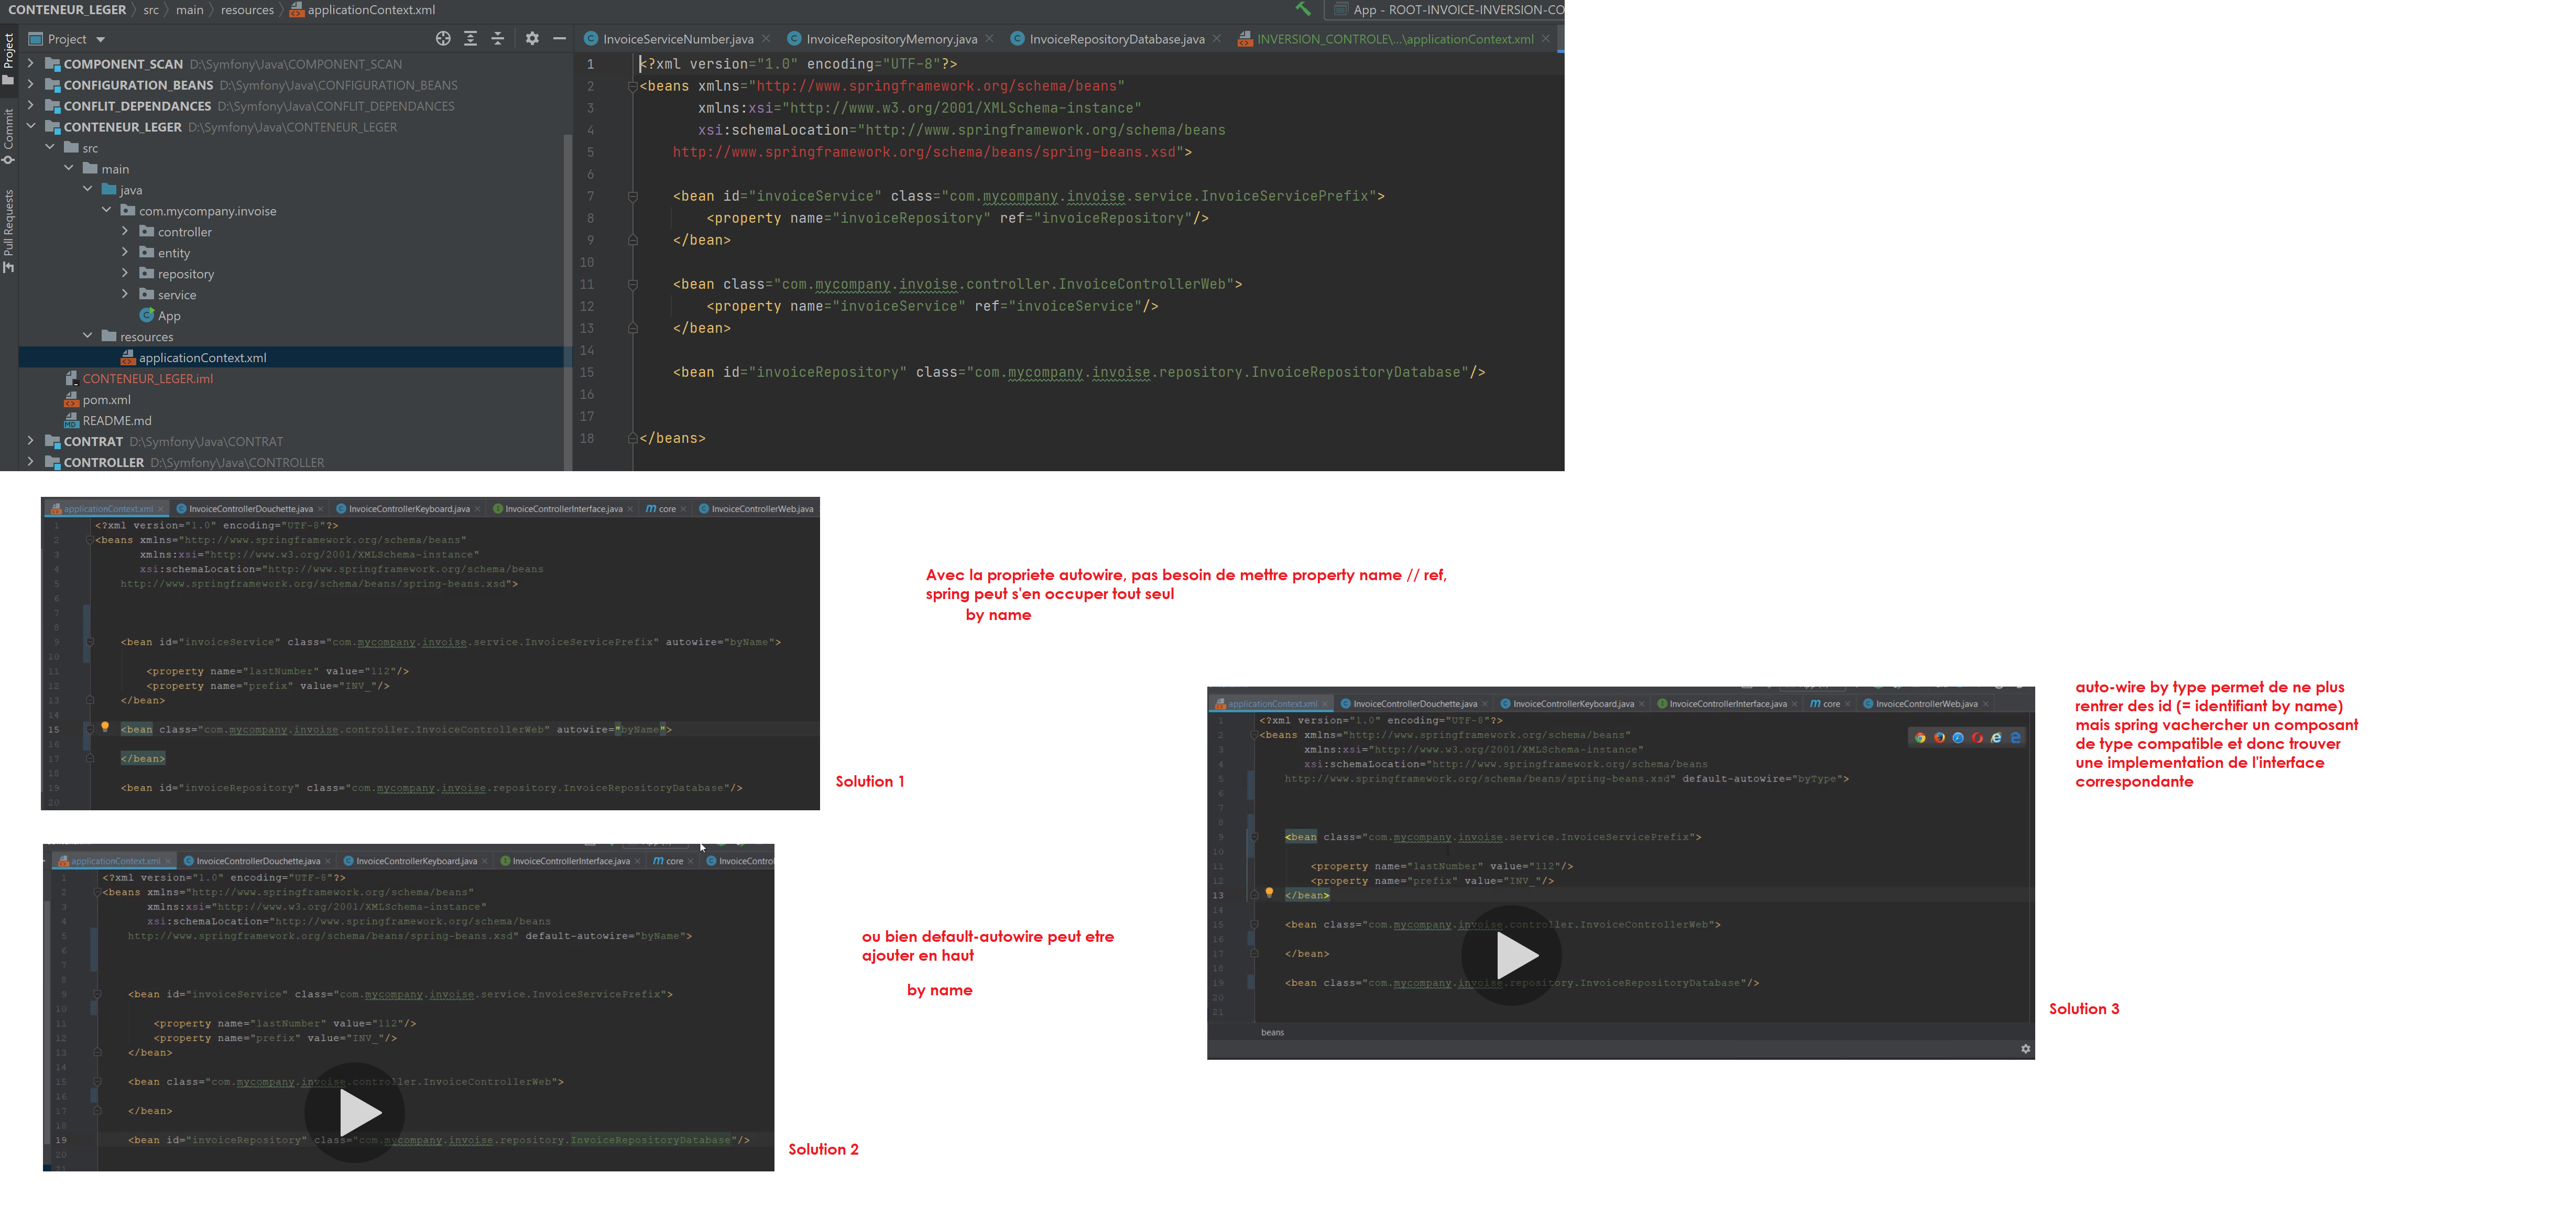 CONTENEUR_LEGER > src > main > resources > applicationContext.xml
App - ROOT-INVOICE-INVERSION-CO
Project
InvoiceServiceNumber.java
InvoiceRepositoryMemory.java
InvoiceRepositoryDatabase.java
INVERSION_CONTROLE\...\applicationContext.xml
Project
Commit
Pull Requests
COMPONENT_SCAN D:\Symfony\Java\COMPONENT_SCAN
CONFIGURATION_BEANS D:\Symfony\Java\CONFIGURATION_BEANS
CONFLIT_DEPENDANCES D:\Symfony\Java\CONFLIT_DEPENDANCES
CONTENEUR_LEGER D:\Symfony\Java\CONTENEUR_LEGER
src
main
java
com.mycompany.invoise
controller
entity
repository
service
App
resources
applicationContext.xml
CONTENEUR_LEGER.iml
pom.xml
README.md
CONTRAT D:\Symfony\Java\CONTRAT
CONTROLLER D:\Symfony\Java\CONTROLLER
1 <?xml version="1.0" encoding="UTF-8"?>
2 <beans xmlns="http://www.springframework.org/schema/beans"
3 xmlns:xsi="http://www.w3.org/2001/XMLSchema-instance"
4 xsi:schemaLocation="http://www.springframework.org/schema/beans
5 http://www.springframework.org/schema/beans/spring-beans.xsd">
6
7 <bean id="invoiceService" class="com.mycompany.invoise.service.InvoiceServicePrefix">
8 <property name="invoiceRepository" ref="invoiceRepository"/>
9 </bean>
10
11 <bean class="com.mycompany.invoise.controller.InvoiceControllerWeb">
12 <property name="invoiceService" ref="invoiceService"/>
13 </bean>
14
15 <bean id="invoiceRepository" class="com.mycompany.invoise.repository.InvoiceRepositoryDatabase"/>
16
17
18 </beans>
applicationContext.xml InvoiceControllerDouchette.java InvoiceControllerKeyboard.java InvoiceControllerInterface.java core InvoiceControllerWeb.java
1 <?xml version="1.0" encoding="UTF-8"?>
2 <beans xmlns="http://www.springframework.org/schema/beans"
3 xmlns:xsi="http://www.w3.org/2001/XMLSchema-instance"
4 xsi:schemaLocation="http://www.springframework.org/schema/beans
5 http://www.springframework.org/schema/beans/spring-beans.xsd">
6
7
8
9 <bean id="invoiceService" class="com.mycompany.invoise.service.InvoiceServicePrefix" autowire="byName">
10
11 <property name="lastNumber" value="112"/>
12 <property name="prefix" value="INV_"/>
13 </bean>
14
15 <bean class="com.mycompany.invoise.controller.InvoiceControllerWeb" autowire="byName">
16
17 </bean>
18
19 <bean id="invoiceRepository" class="com.mycompany.invoise.repository.InvoiceRepositoryDatabase"/>
20
Solution 1
Avec la propriete autowire, pas besoin de mettre property name // ref,
spring peut s'en occuper tout seul
by name
applicationContext.xml InvoiceControllerDouchette.java InvoiceControllerKeyboard.java InvoiceControllerInterface.java core InvoiceControl
1 <?xml version="1.0" encoding="UTF-8"?>
2 <beans xmlns="http://www.springframework.org/schema/beans"
3 xmlns:xsi="http://www.w3.org/2001/XMLSchema-instance"
4 xsi:schemaLocation="http://www.springframework.org/schema/beans
5 http://www.springframework.org/schema/beans/spring-beans.xsd" default-autowire="byName">
6
7
8
9 <bean id="invoiceService" class="com.mycompany.invoise.service.InvoiceServicePrefix">
10
11 <property name="lastNumber" value="112"/>
12 <property name="prefix" value="INV_"/>
13 </bean>
14
15 <bean class="com.mycompany.invoise.controller.InvoiceControllerWeb">
16
17 </bean>
18
19 <bean id="invoiceRepository" class="com.mycompany.invoise.repository.InvoiceRepositoryDatabase"/>
20
21
Solution 2
ou bien default-autowire peut etre
ajouter en haut
by name
applicationContext.xml InvoiceControllerDouchette.java InvoiceControllerKeyboard.java InvoiceControllerInterface.java core InvoiceControllerWeb.java
1 <?xml version="1.0" encoding="UTF-8"?>
2 <beans xmlns="http://www.springframework.org/schema/beans"
3 xmlns:xsi="http://www.w3.org/2001/XMLSchema-instance"
4 xsi:schemaLocation="http://www.springframework.org/schema/beans
5 http://www.springframework.org/schema/beans/spring-beans.xsd" default-autowire="byType">
6
7
8
9 <bean class="com.mycompany.invoise.service.InvoiceServicePrefix">
10
11 <property name="lastNumber" value="112"/>
12 <property name="prefix" value="INV_"/>
13 </bean>
14
15 <bean class="com.mycompany.invoise.controller.InvoiceControllerWeb">
16
17 </bean>
18
19 <bean class="com.mycompany.invoise.repository.InvoiceRepositoryDatabase"/>
20
21
beans
Solution 3
auto-wire by type permet de ne plus
rentrer des id (= identifiant by name)
mais spring vachercher un composant
de type compatible et donc trouver
une implementation de l'interface
correspondante